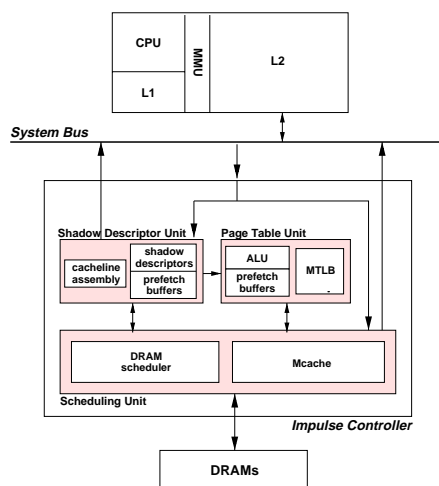 CPU
L1
MMU
L2
System Bus
Shadow Descriptor Unit
Page Table Unit
cacheline
assembly
shadow
descriptors
prefetch
buffers
ALU
prefetch
buffers
MTLB
DRAM
scheduler
Mcache
Scheduling Unit
Impulse Controller
DRAMs